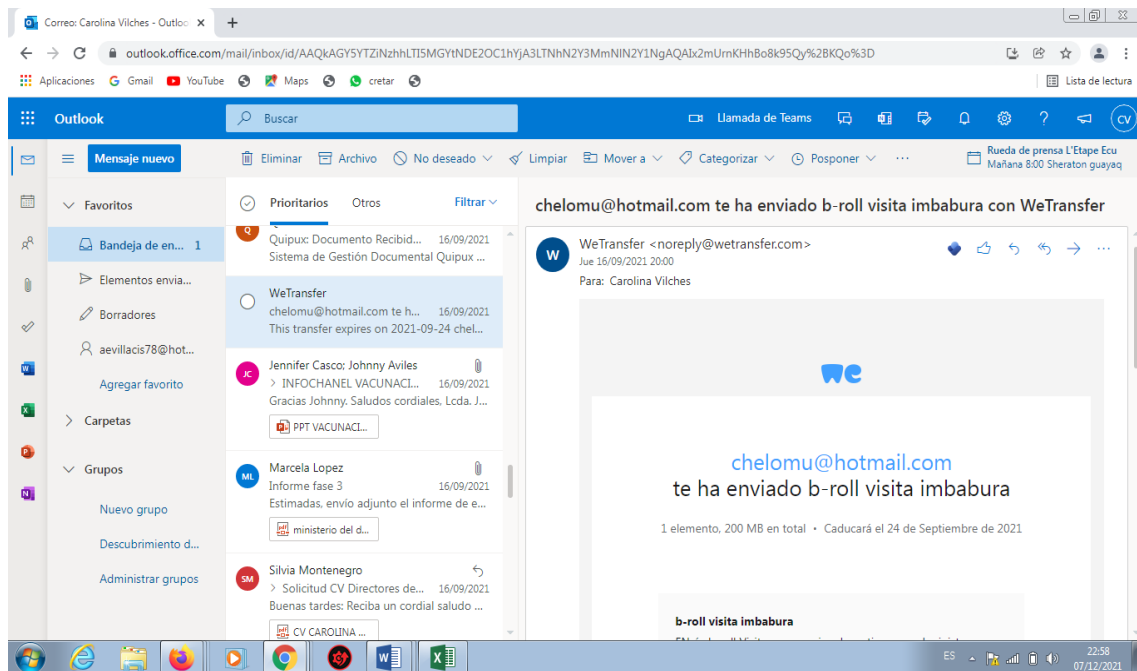 Correo: Carolina Vilches - Outloo
outlook.office.com/mail/inbox/id/AAQkAGY5YTZiNzhhLTI5MGYtNDE2OC1hYjA3LTNhN2Y3MmNlN2Y1NgAQAIx2mUrnKHhBo8k95Qy%2BKQo%3D
Aplicaciones Gmail YouTube Maps cretar Lista de lectura
Outlook Buscar Llamada de Teams CV
Mensaje nuevo Eliminar Archivo No deseado Limpiar Mover a Categorizar Posponer ... Rueda de prensa L'Etape Ecu
Mañana 8:00 Sheraton guayaq
Favoritos
Bandeja de en... 1
Elementos envia...
Borradores
aevillacis78@hot...
Agregar favorito
Carpetas
Grupos
Nuevo grupo
Descubrimiento d...
Administrar grupos
Prioritarios Otros Filtrar
Q
Quipux: Documento Recibid... 16/09/2021
Sistema de Gestión Documental Quipux ...
WeTransfer
chelomu@hotmail.com te h... 16/09/2021
This transfer expires on 2021-09-24 chel...
JC Jennifer Casco; Johnny Aviles
> INFOCHANEL VACUNACI... 16/09/2021
Gracias Johnny. Saludos cordiales, Lcda. J...
PPT VACUNACI...
ML Marcela Lopez
Informe fase 3 16/09/2021
Estimadas, envío adjunto el informe de e...
ministerio del d...
SM Silvia Montenegro
> Solicitud CV Directores de... 16/09/2021
Buenas tardes: Reciba un cordial saludo ...
CV CAROLINA ...
chelomu@hotmail.com te ha enviado b-roll visita imbabura con WeTransfer
W WeTransfer <noreply@wetransfer.com>
Jue 16/09/2021 20:00
Para: Carolina Vilches
we
chelomu@hotmail.com
te ha enviado b-roll visita imbabura
1 elemento, 200 MB en total • Caducará el 24 de Septiembre de 2021
b-roll visita imbabura
ES 22:58
07/12/2021